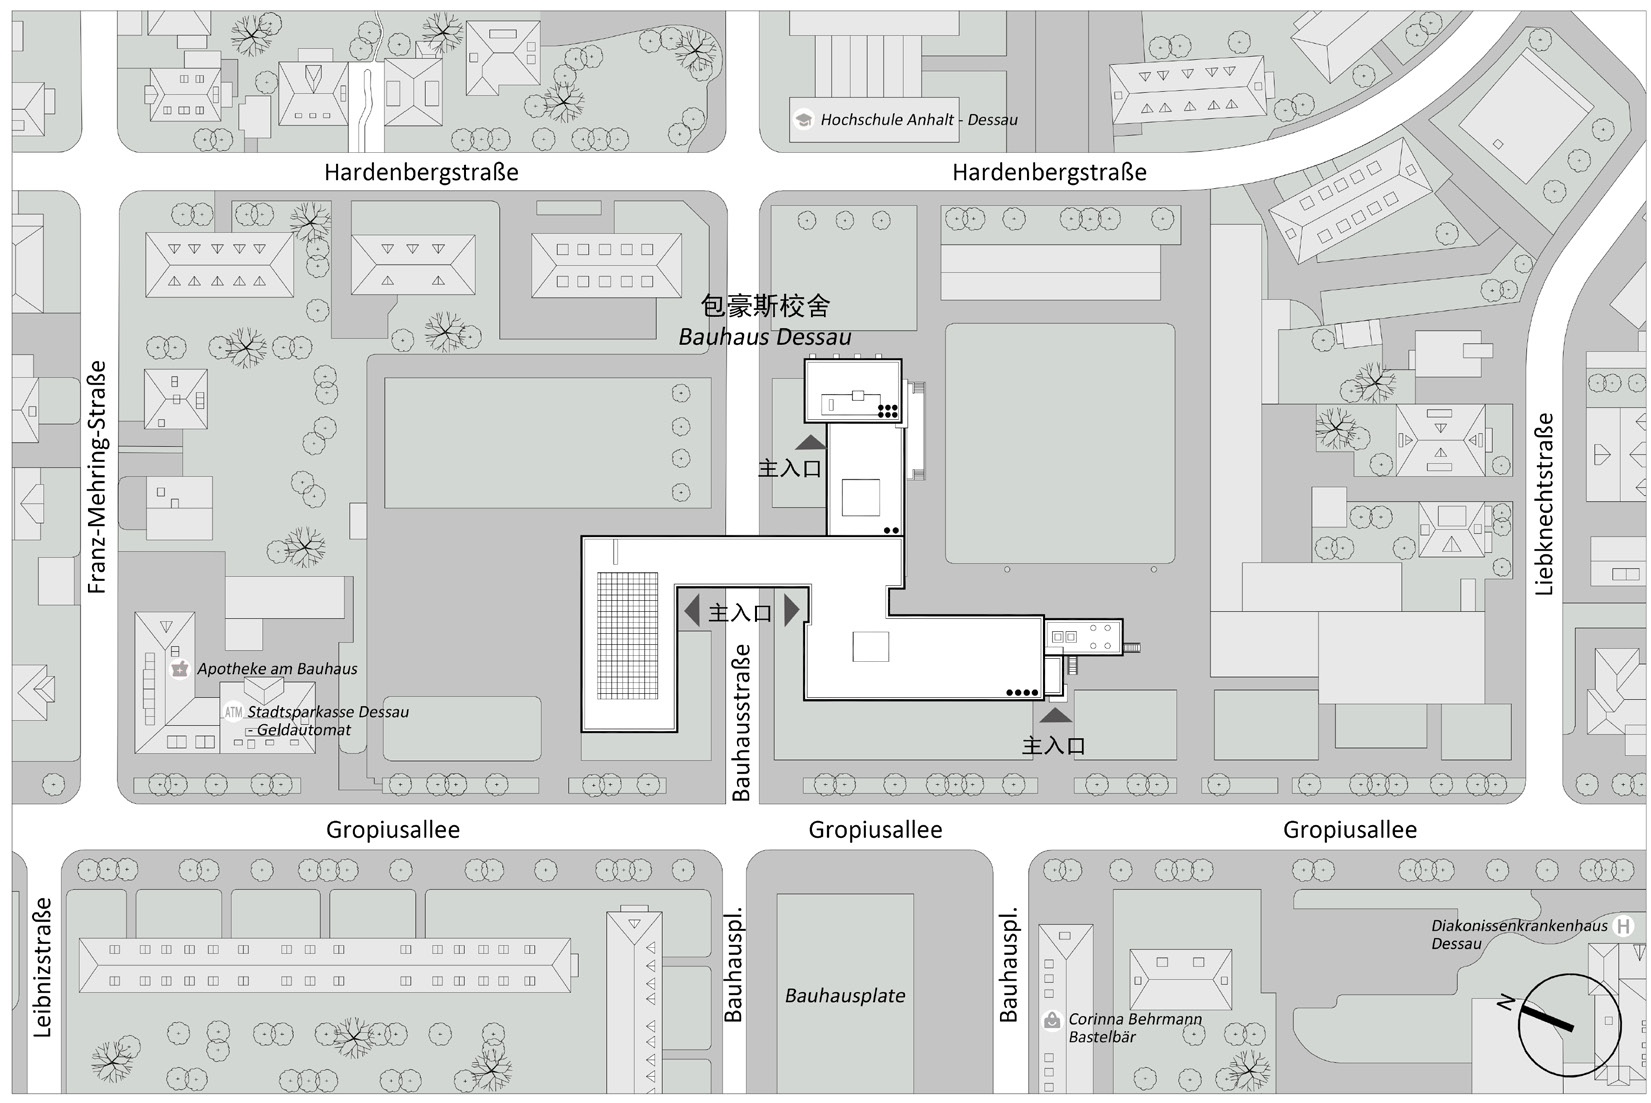 Hochschule Anhalt - Dessau
Hardenbergstraße
Hardenbergstraße
包豪斯校舍
Bauhaus Dessau
Franz-Mehring-Straße
主入口
Liebknechtstraße
主入口
Apotheke am Bauhaus
ATM
Stadtsparkasse Dessau
- Geldautomat
Bauhausstraße
主入口
Gropiusallee
Gropiusallee
Gropiusallee
Leibnizstraße
Bauhauspl.
Bauhauspl.
Bauhausplate
Diakonissenkrankenhaus
Dessau
H
N
Corinna Behrmann
Bastelbär